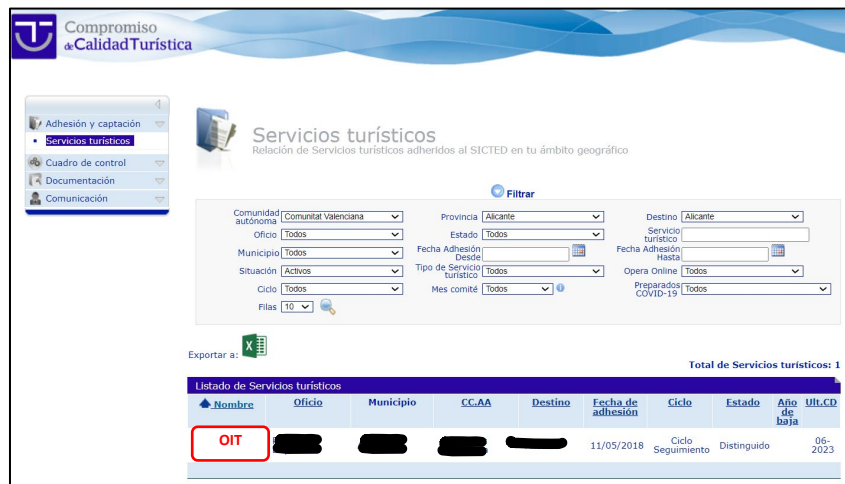 Compromiso
de Calidad Turística
Adhesión y captación
Servicios turísticos
Cuadro de control
Documentación
Comunicación
Servicios turísticos
Relación de Servicios turísticos adheridos al SICTED en tu ámbito geográfico
Filtrar
Comunidad autónoma Comunitat Valenciana Provincia Alicante Destino Alicante
Oficio Todos Estado Todos Servicio turístico
Municipio Todos Fecha Adhesión Desde Fecha Adhesión Hasta
Situación Activos Tipo de Servicio turístico Todos Opera Online Todos
Ciclo Todos Mes comité Todos Preparados COVID-19 Todos
Filas 10
Exportar a:
Total de Servicios turísticos: 1
Listado de Servicios turísticos
Nombre Oficio Municipio CC.AA Destino Fecha de adhesión Ciclo Estado Año de baja Ult.CD
OIT 11/05/2018 Ciclo Seguimiento Distinguido 06-2023